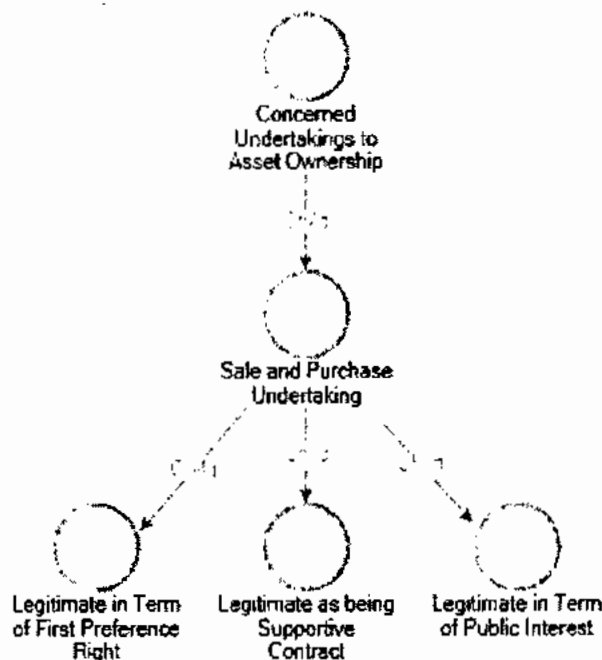 Concerned
Undertakings to
Asset Ownership
Sale and Purchase
Undertaking
Legitimate in Term
of First Preference
Right
Legitimate as being
Supportive
Contract
Legitimate in Term
of Public Interest